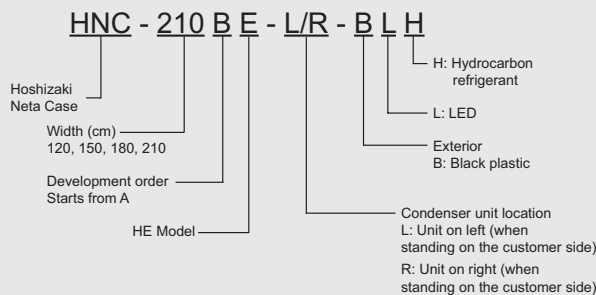 HNC - 210 B E - L/R - B L H
H: Hydrocarbon
refrigerant
Hoshizaki
Neta Case
L: LED
Width (cm)
120, 150, 180, 210
Exterior
B: Black plastic
Development order
Starts from A
HE Model
Condenser unit location
L: Unit on left (when
standing on the customer side)
R: Unit on right (when
standing on the customer side)